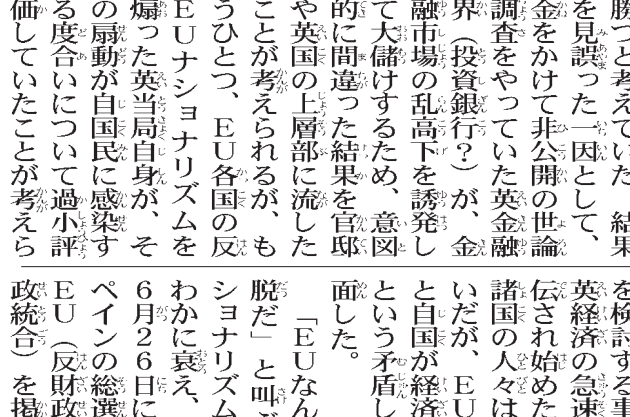 勝つと考えていた。結果
を見誤った一因として、
金をかけて非公開の世論
調査をやっていた英金融
界（投資銀行？）が、金
融市場の乱高下を誘発し
て大儲けするため、意図
的に間違った結果を官邸
や英国の上層部に流した
ことが考えられるが、も
うひとつ、EU各国の反
EUナショナリズムを
煽った英当局自身が、そ
の扇動が自国民に感染す
る度合いについて過小評
価していたことが考えら
を検討する事
英経済の急速
伝され始めた
諸国の人々は
いだが、EU
と自国が経済
という矛盾し
面した。
「EUなん
脱だ」と叫
ショナリズム
わかに衰え、
6月26日に
ペインの総選
EU（反財政
政統合）を掲